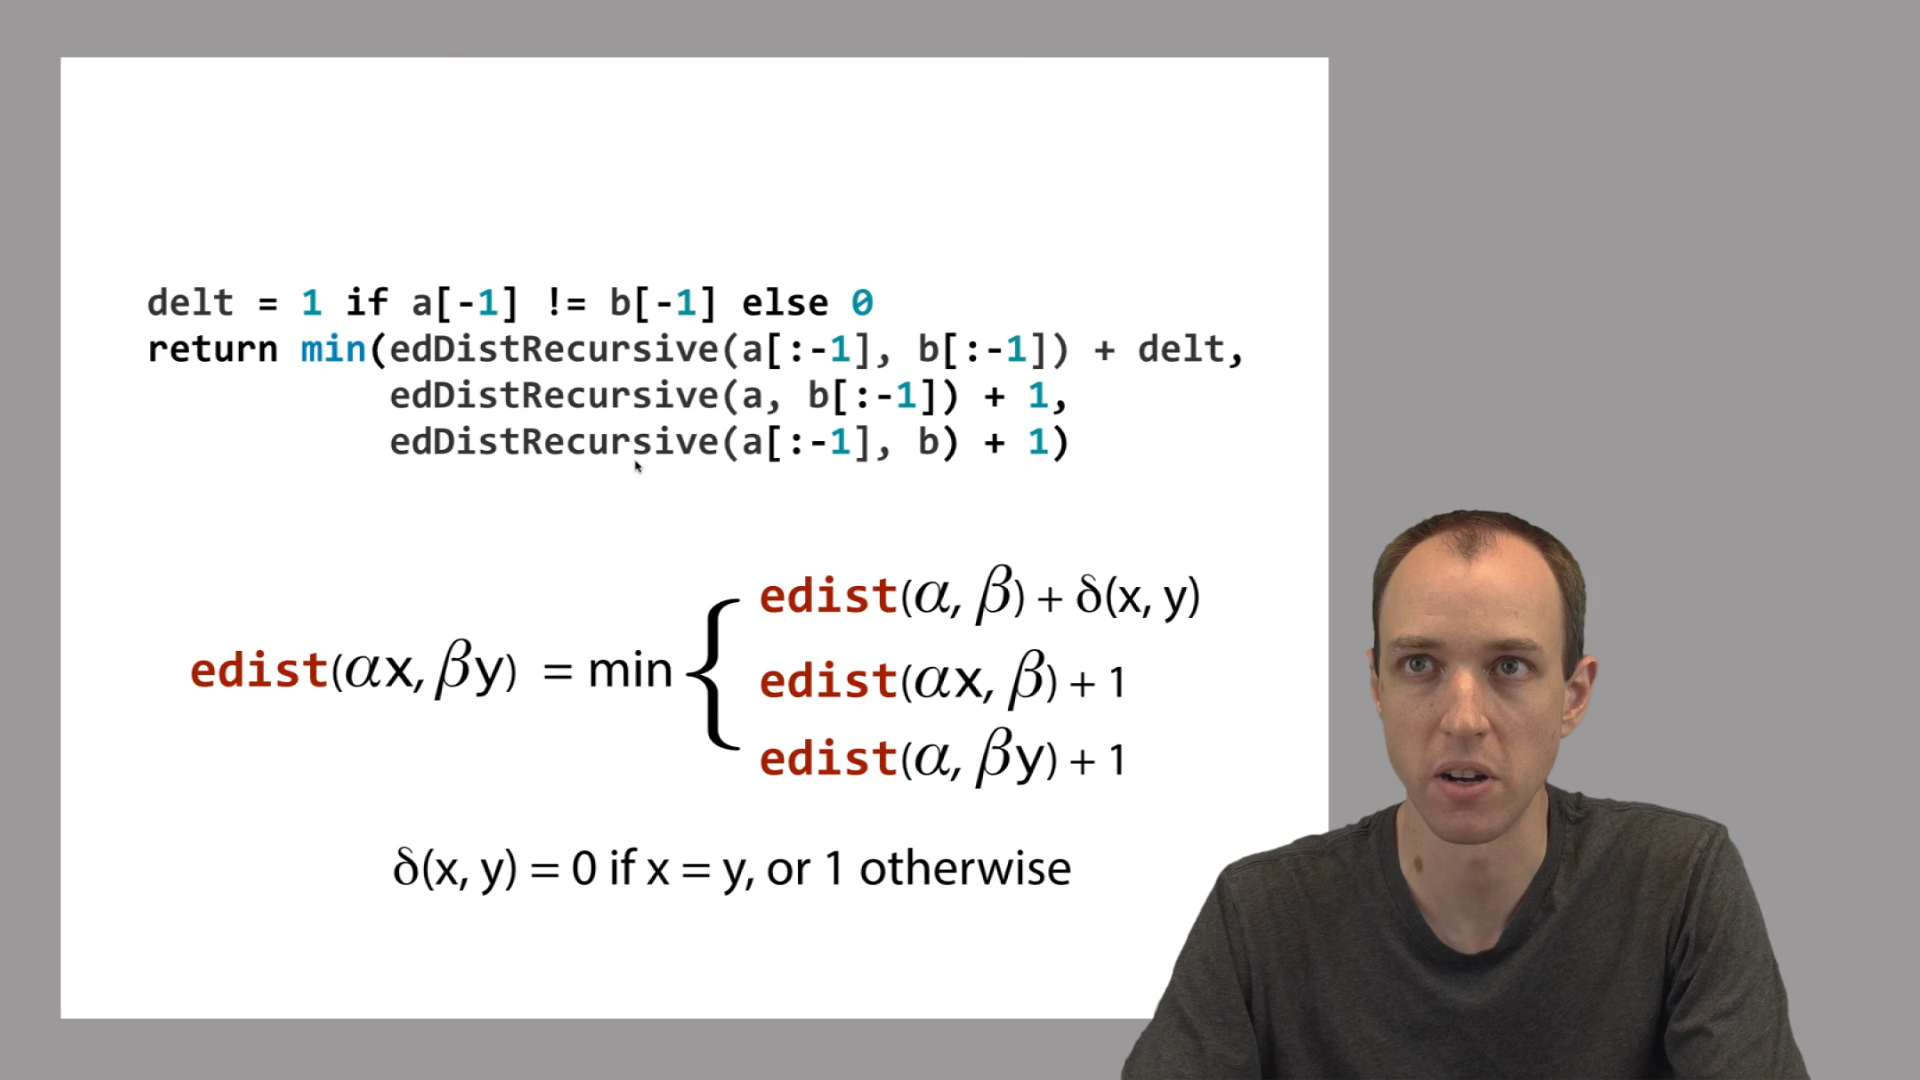 delt = 1 if a[-1] != b[-1] else 0
return min(edDistRecursive(a[:-1], b[:-1]) + delt,
edDistRecursive(a, b[:-1]) + 1,
edDistRecursive(a[:-1], b) + 1)
edist(α, β) + δ(x, y)
edist(αx, βy) = min { edist(αx, β) + 1
edist(α, βy) + 1
δ(x, y) = 0 if x = y, or 1 otherwise